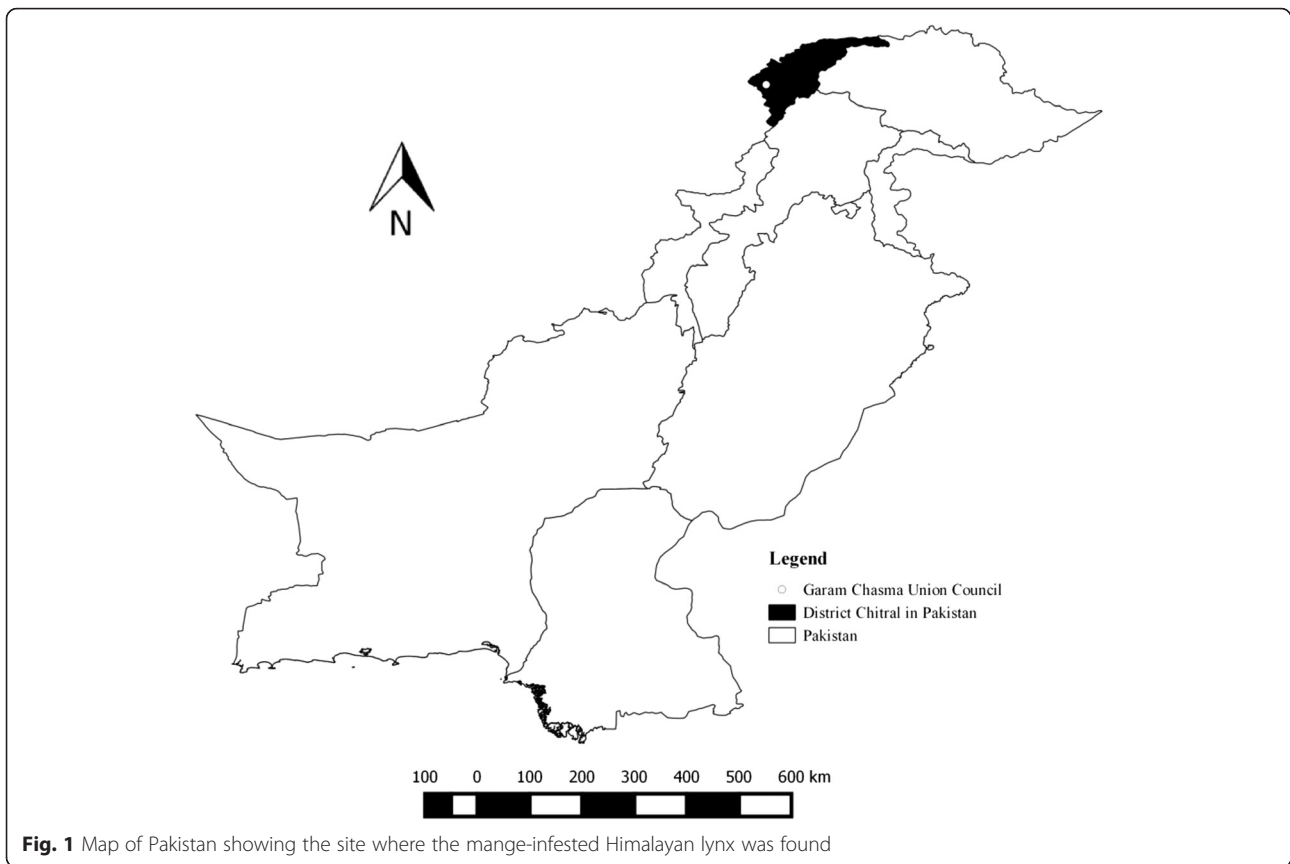 N
Legend
Garam Chasma Union Council
District Chitral in Pakistan
Pakistan
100 0 100 200 300 400 500 600 km
Fig. 1 Map of Pakistan showing the site where the mange-infested Himalayan lynx was found